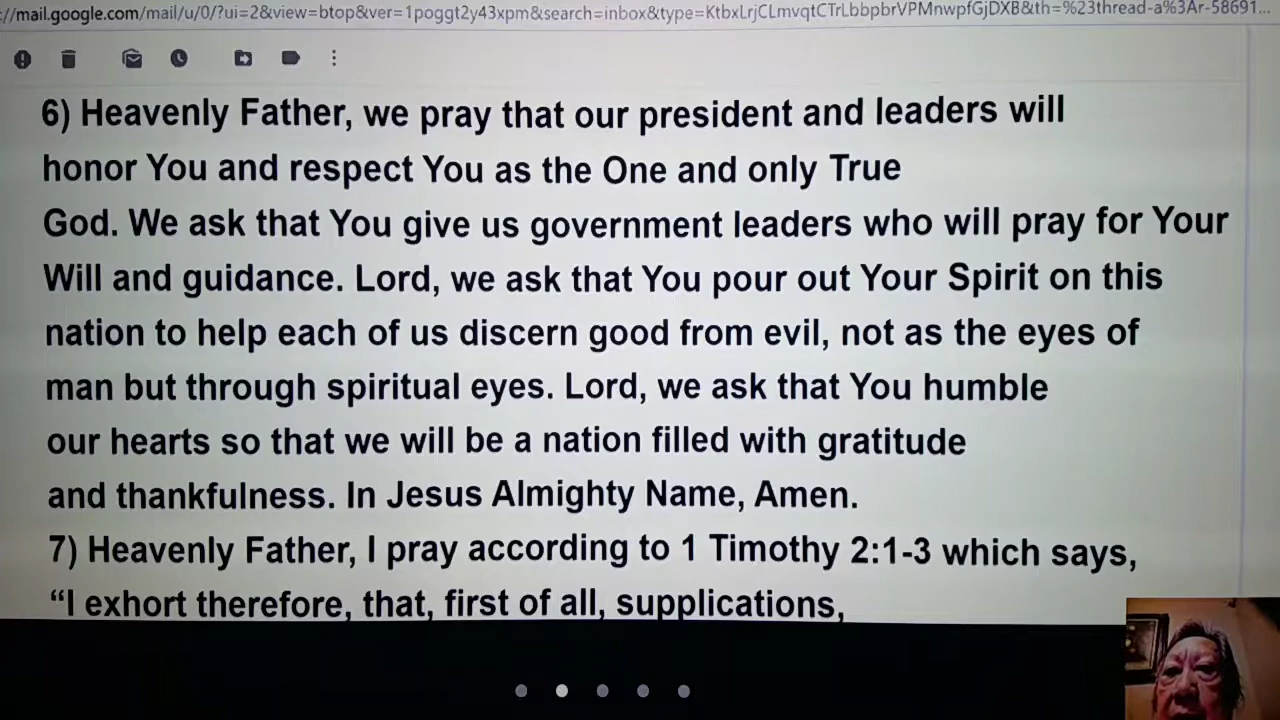 ://mail.google.com/mail/u/0/?ui=2&view=btop&ver=1poggt2y43xpm&search=inbox&type=KtbxLrjCLmvqtCTrLbbpbrVPMnwpfGjDXB&th=%23thread-a%3Ar-58691...
6) Heavenly Father, we pray that our president and leaders will
honor You and respect You as the One and only True
God. We ask that You give us government leaders who will pray for Your
Will and guidance. Lord, we ask that You pour out Your Spirit on this
nation to help each of us discern good from evil, not as the eyes of
man but through spiritual eyes. Lord, we ask that You humble
our hearts so that we will be a nation filled with gratitude
and thankfulness. In Jesus Almighty Name, Amen.
7) Heavenly Father, I pray according to 1 Timothy 2:1-3 which says,
“I exhort therefore, that, first of all, supplications,